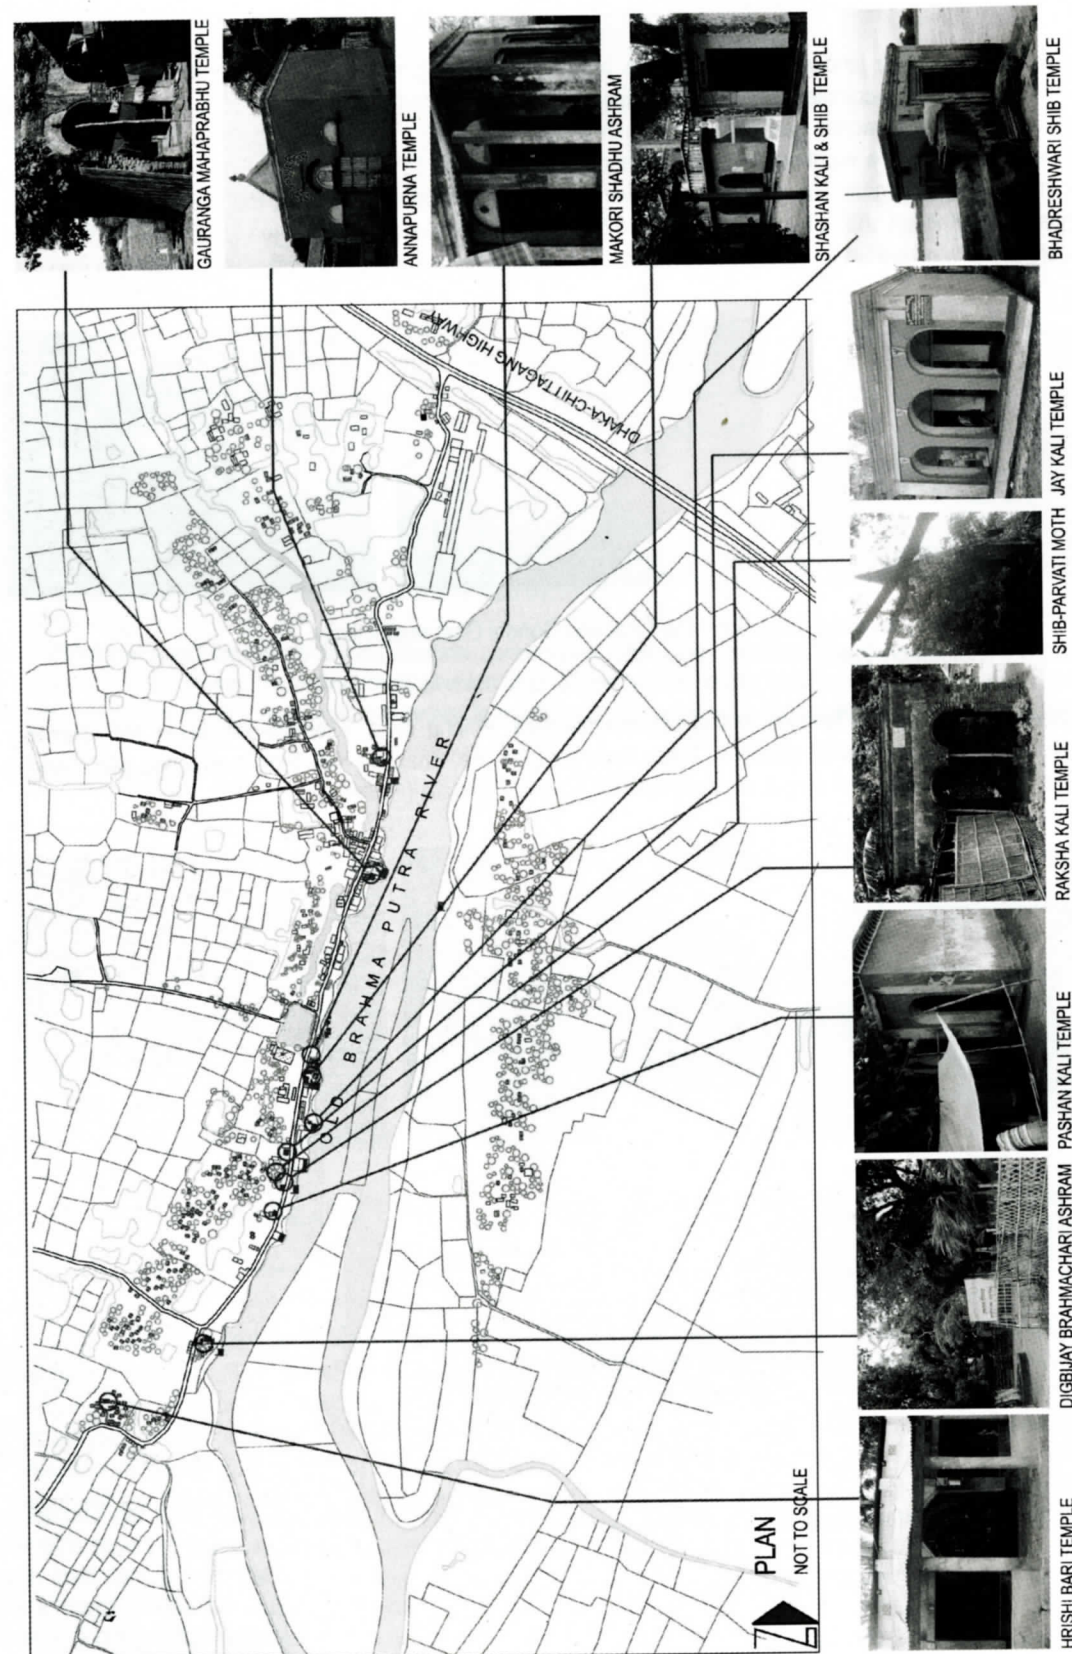 GAURANGA MAHAPRABHU TEMPLE
ANNAPURNA TEMPLE
MAKORI SHADHU ASHRAM
SHASHAN KALI & SHIB TEMPLE
DHAKA-CHITTAGANG HIGHWAY
OLD BRAHMA PUTRA RIVER
PLAN
NOT TO SCALE
N
HRISHI BARI TEMPLE
DIGBIJAY BRAHMACHARI ASHRAM
PASHAN KALI TEMPLE
RAKSHA KALI TEMPLE
SHIB-PARVATI MOTH
JAY KALI TEMPLE
BHADRESHWARI SHIB TEMPLE